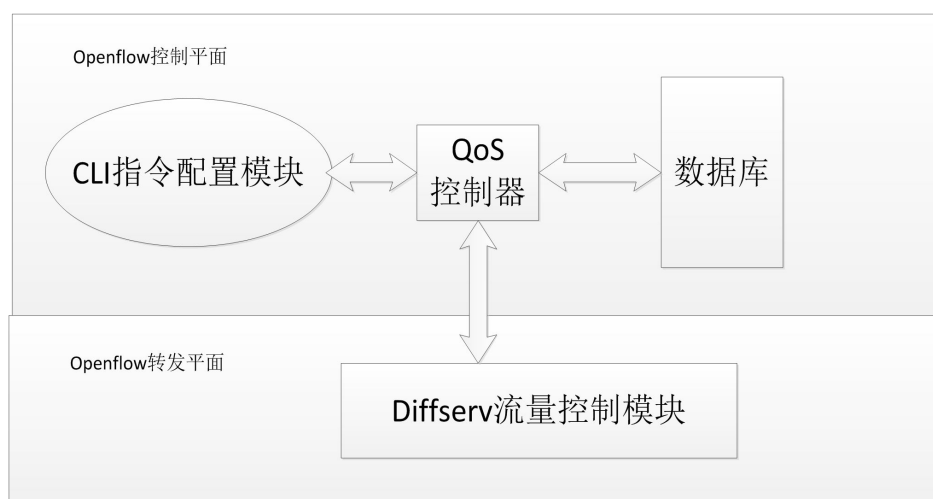 Openflow控制平面
CLI指令配置模块
QoS
控制器
数据库
Openflow转发平面
Diffserv流量控制模块